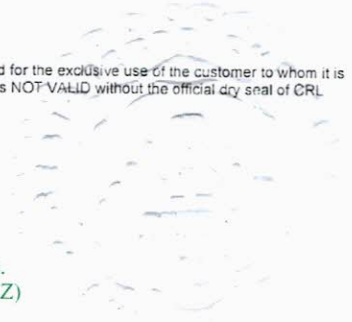 d for the exclusive use of the customer to whom it is
s NOT VALID without the official dry seal of CRL
.
Z)